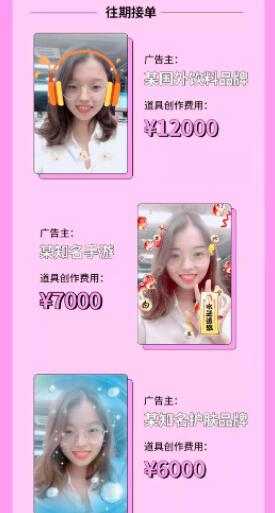 往期接单
广告主：
某国外饮料品牌
道具创作费用：
¥12000
广告主：
某知名手游
道具创作费用：
¥7000
广告主：
某知名护肤品牌
道具创作费用：
¥6000